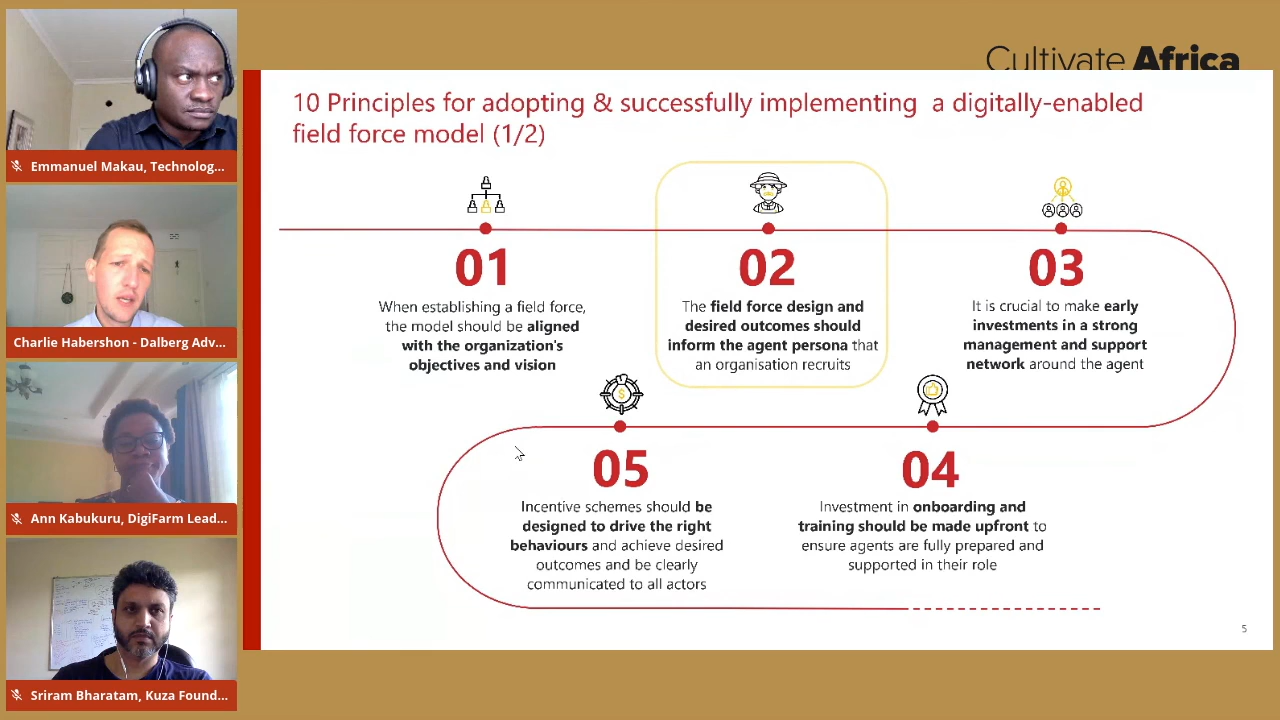 Cultivate Africa
10 Principles for adopting & successfully implementing a digitally-enabled
field force model (1/2)
01
When establishing a field force,
the model should be aligned
with the organization's
objectives and vision
02
The field force design and
desired outcomes should
inform the agent persona that
an organisation recruits
03
It is crucial to make early
investments in a strong
management and support
network around the agent
05
Incentive schemes should be
designed to drive the right
behaviours and achieve desired
outcomes and be clearly
communicated to all actors
04
Investment in onboarding and
training should be made upfront to
ensure agents are fully prepared and
supported in their role
5
Emmanuel Makau, Technolog...
Charlie Habershon - Dalberg Adv...
Ann Kabukuru, DigiFarm Lead...
Sriram Bharatam, Kuza Found...